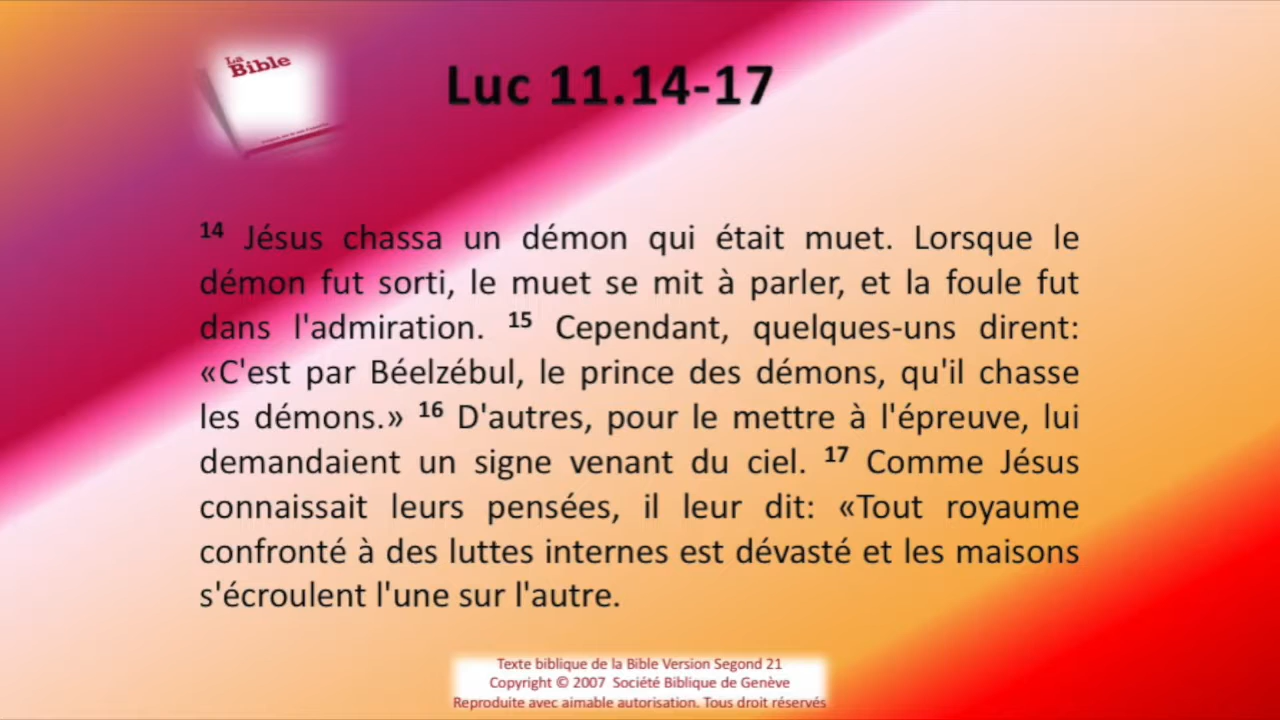 La
Bible
Luc 11.14-17
14 Jésus chassa un démon qui était muet. Lorsque le
démon fut sorti, le muet se mit à parler, et la foule fut
dans l'admiration. 15 Cependant, quelques-uns dirent:
«C'est par Béelzébul, le prince des démons, qu'il chasse
les démons.» 16 D'autres, pour le mettre à l'épreuve, lui
demandaient un signe venant du ciel. 17 Comme Jésus
connaissait leurs pensées, il leur dit: «Tout royaume
confronté à des luttes internes est dévasté et les maisons
s'écroulent l'une sur l'autre.
Texte biblique de la Bible Version Segond 21
Copyright © 2007 Société Biblique de Genève
Reproduite avec aimable autorisation. Tous droit réservés